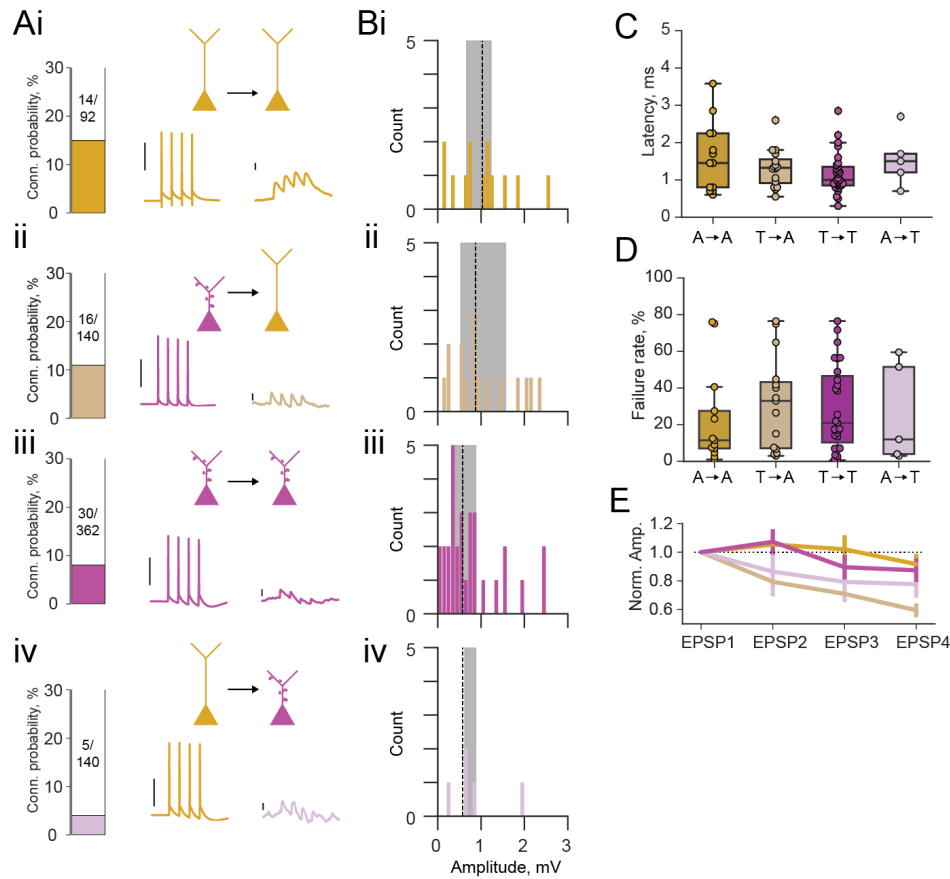 Ai
Conn. probability, %
30
20
10
0
14/
92
ii
Conn. probability, %
30
20
10
0
16/
140
iii
Conn. probability, %
30
20
10
0
30/
362
iv
Conn. probability, %
30
20
10
0
5/
140
Bi
Count
5
0
ii
Count
5
0
iii
Count
5
0
iv
Count
5
0
0 1 2 3
Amplitude, mV
C
Latency, ms
5
4
3
2
1
0
A→A T→A T→T A→T
D
Failure rate, %
100
80
60
40
20
0
A→A T→A T→T A→T
E
Norm. Amp.
1.2
1.0
0.8
0.6
EPSP1 EPSP2 EPSP3 EPSP4